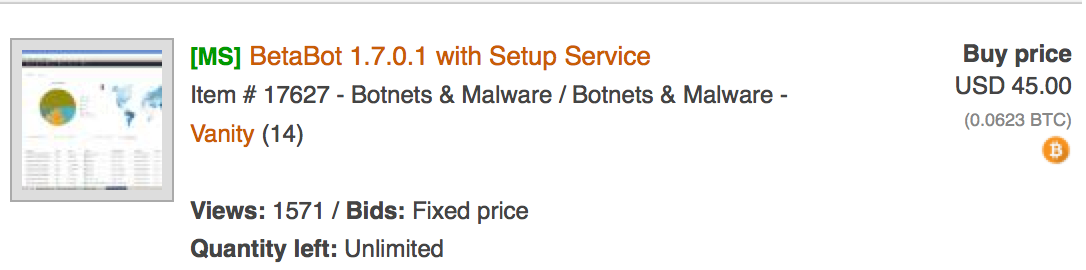 [MS] BetaBot 1.7.0.1 with Setup Service
Item # 17627 - Botnets & Malware / Botnets & Malware -
Vanity (14)
Views: 1571 / Bids: Fixed price
Quantity left: Unlimited
Buy price
USD 45.00
(0.0623 BTC)